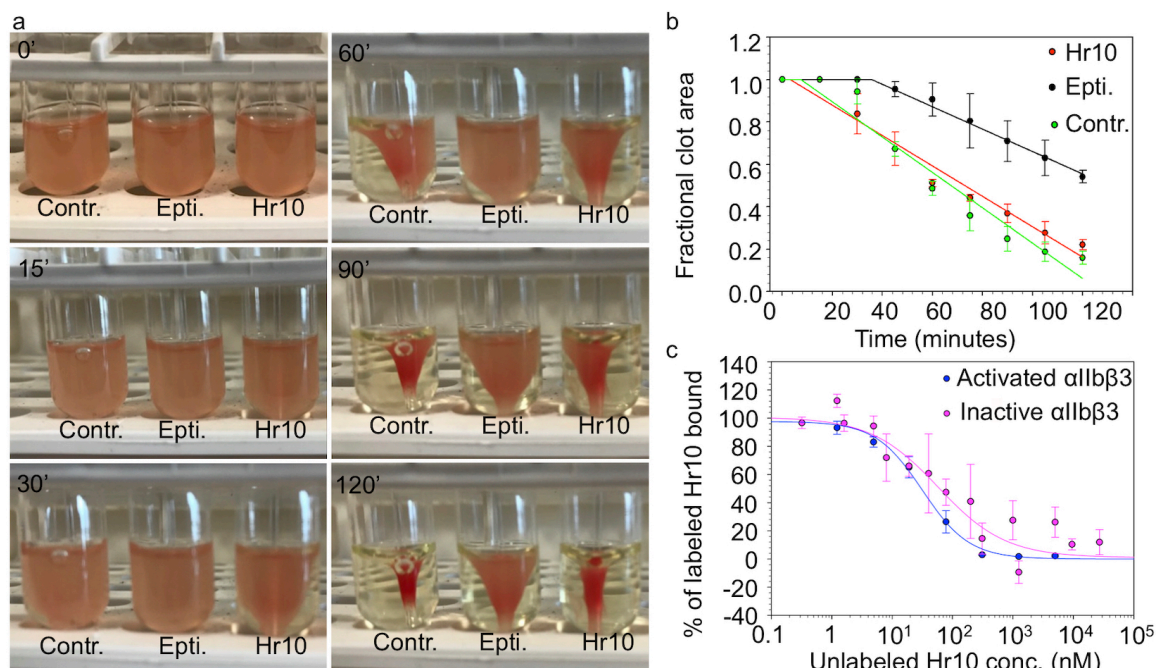 a
0'
Contr. Epti. Hr10
15'
Contr. Epti. Hr10
30'
Contr. Epti. Hr10
60'
Contr. Epti. Hr10
90'
Contr. Epti. Hr10
120'
Contr. Epti. Hr10
b
Fractional clot area
1.2
1.0
0.8
0.6
0.4
0.2
0.0
Hr10
Epti.
Contr.
0 20 40 60 80 100 120
Time (minutes)
c
% of labeled Hr10 bound
140
120
100
80
60
40
20
0
-20
-40
Activated αIIbβ3
Inactive αIIbβ3
0.1 1 10¹ 10² 10³ 10⁴ 10⁵
Unlabeled Hr10 conc. (nM)